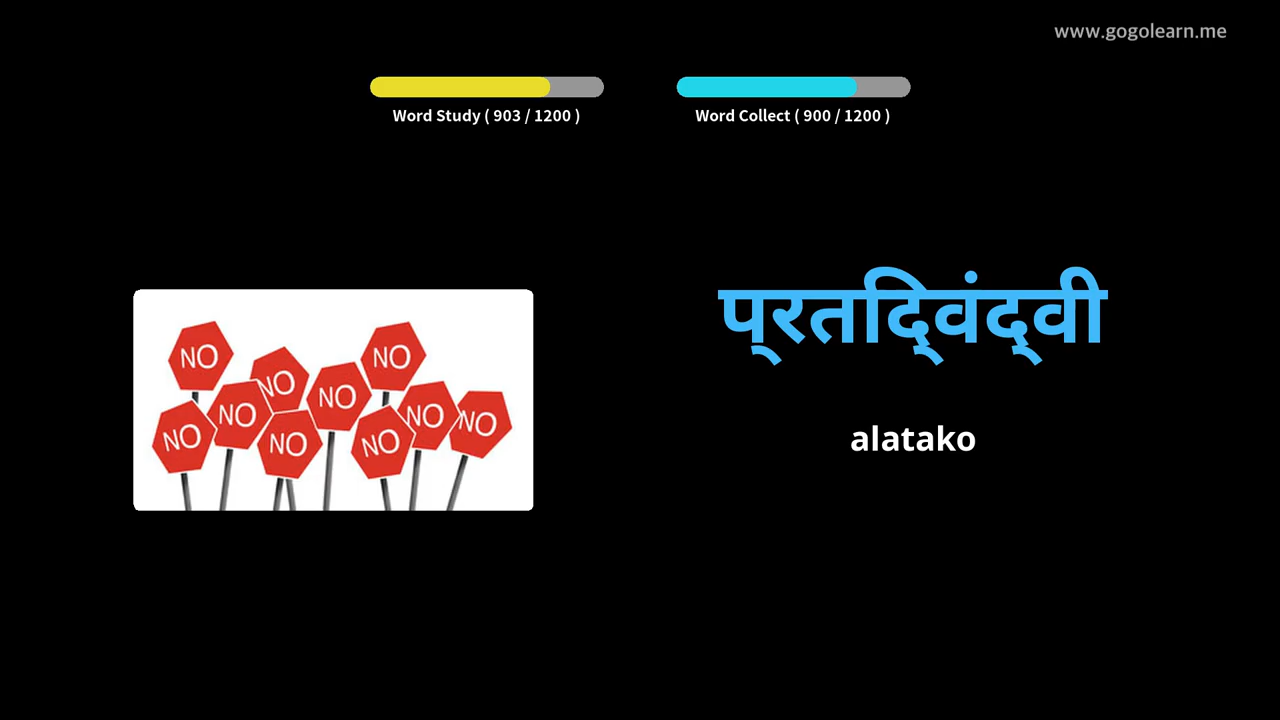 www.gogolearn.me
Word Study ( 903 / 1200 )
Word Collect ( 900 / 1200 )
प्रतिद्वंद्वी
alatako
NO
NO
NO
NO
NO
NO
NO
NO
NO
NO